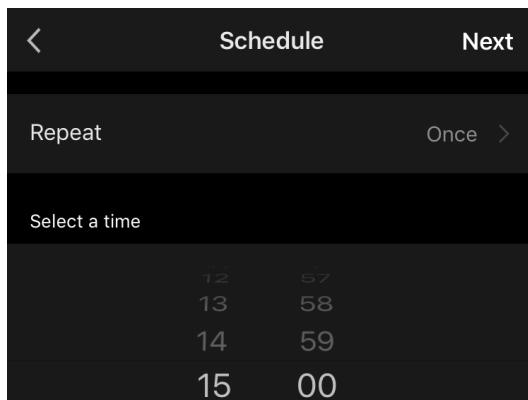 Schedule Next
Repeat Once
Select a time
12 57
13 58
14 59
15 00